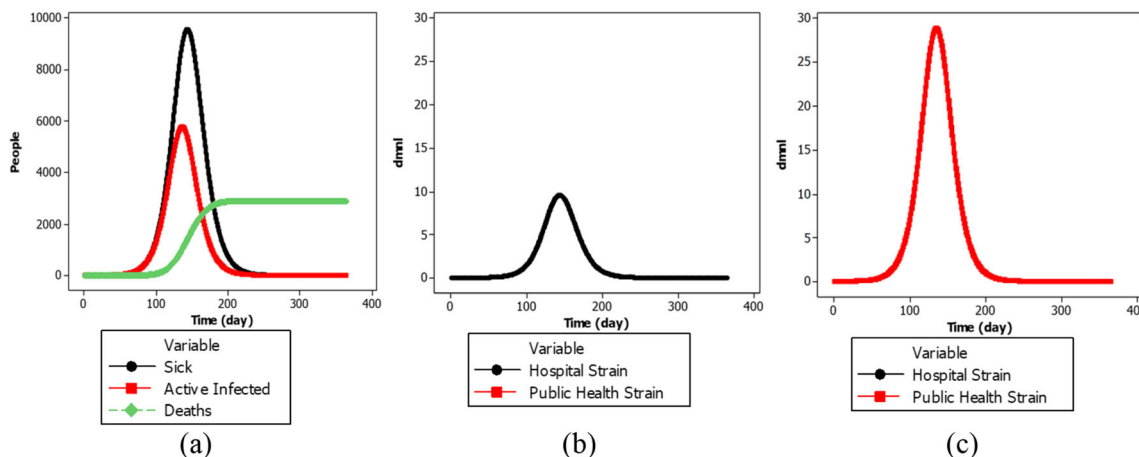 10000
8000
6000
4000
2000
0
People
0 100 200 300 400
Time (day)
Variable
Sick
Active Infected
Deaths
(a)
30
25
20
15
10
5
0
dmnl
0 100 200 300 400
Time (day)
Variable
Hospital Strain
Public Health Strain
(b)
30
25
20
15
10
5
0
dmnl
0 100 200 300 40
Time (day)
Variable
Hospital Strain
Public Health Strain
(c)